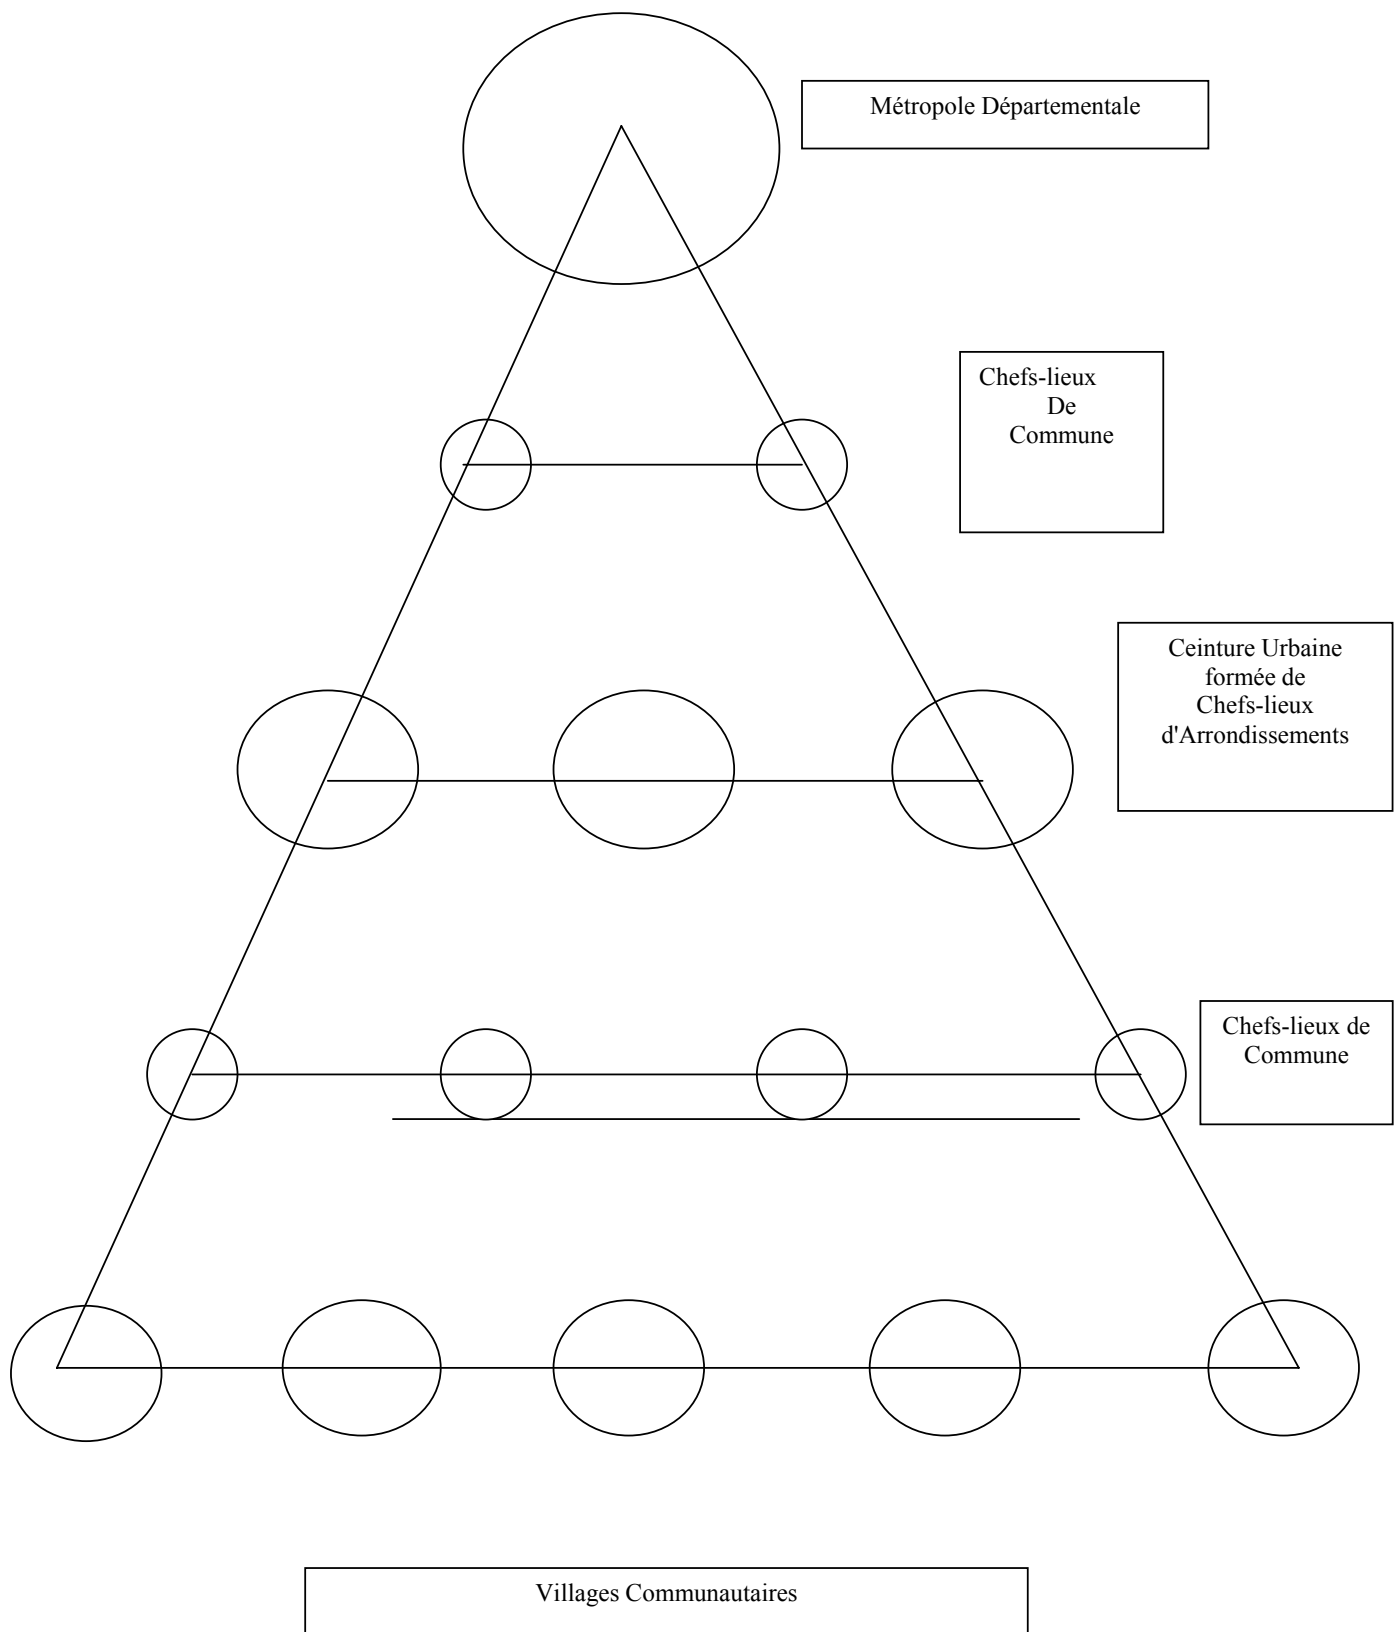 Métropole Départementale
Chefs-lieux
De
Commune
Ceinture Urbaine
formée de
Chefs-lieux
d'Arrondissements
Chefs-lieux de
Commune
Villages Communautaires